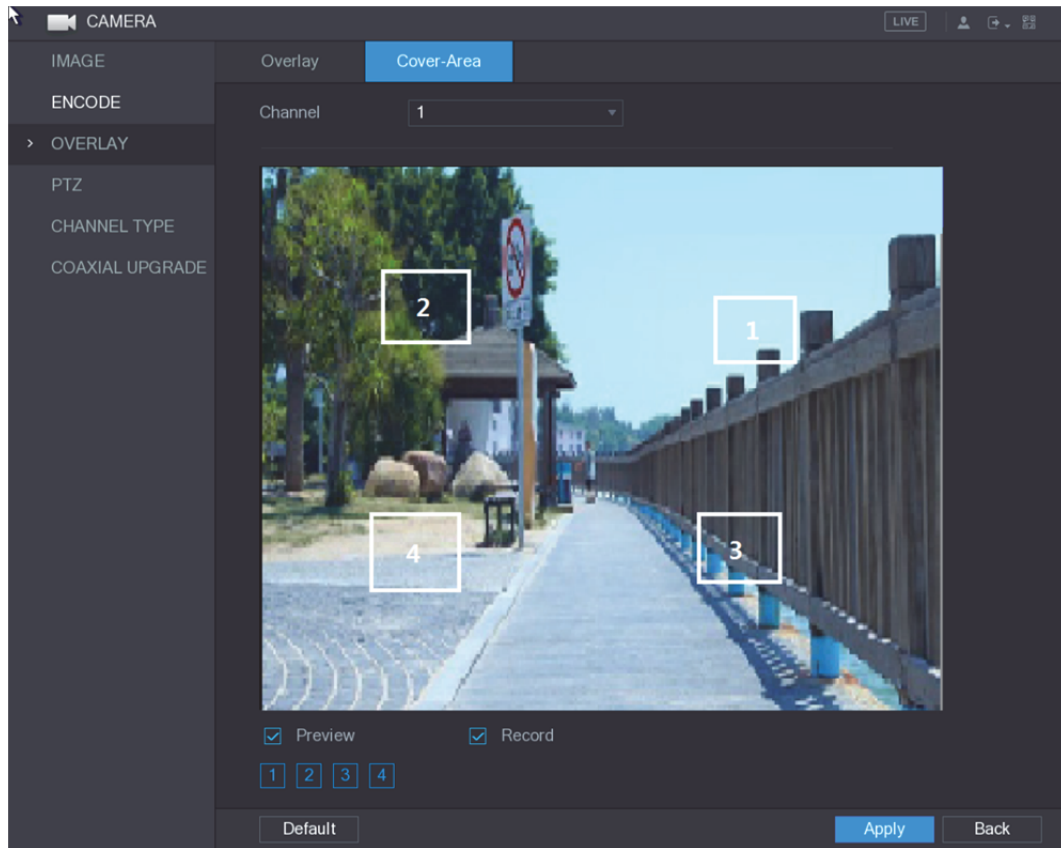 CAMERA
LIVE
IMAGE
Overlay
Cover-Area
ENCODE
Channel
1
OVERLAY
PTZ
CHANNEL TYPE
COAXIAL UPGRADE
2
1
4
3
Preview
Record
1 2 3 4
Default
Apply
Back